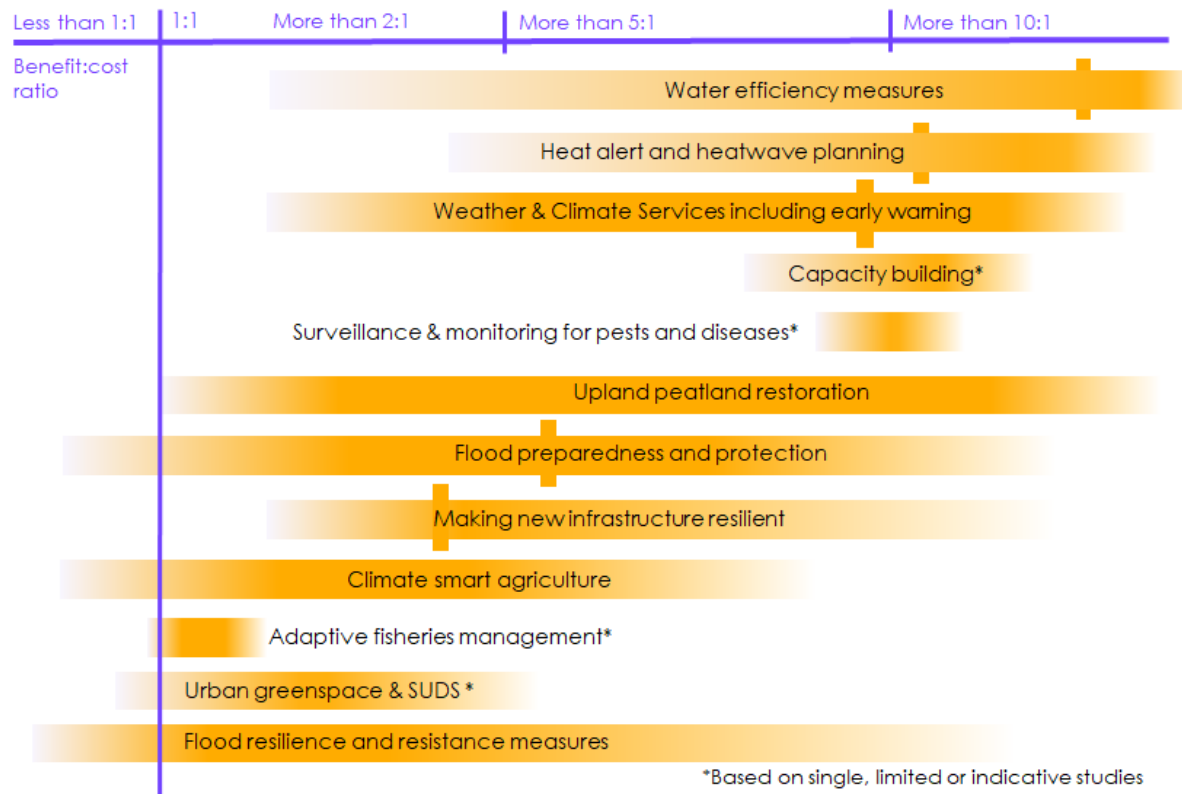 Less than 1:1
1:1
More than 2:1
More than 5:1
More than 10:1
Benefit:cost
ratio
Water efficiency measures
Heat alert and heatwave planning
Weather & Climate Services including early warning
Capacity building*
Surveillance & monitoring for pests and diseases*
Upland peatland restoration
Flood preparedness and protection
Making new infrastructure resilient
Climate smart agriculture
Adaptive fisheries management*
Urban greenspace & SUDS *
Flood resilience and resistance measures
*Based on single, limited or indicative studies